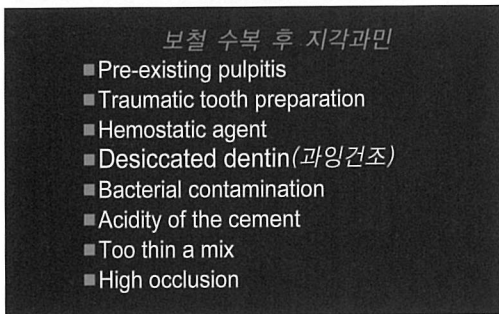 보철 수복 후 지각과민
■Pre-existing pulpitis
■Traumatic tooth preparation
■Hemostatic agent
■Desiccated dentin(과잉건조)
■Bacterial contamination
■Acidity of the cement
■Too thin a mix
■High occlusion